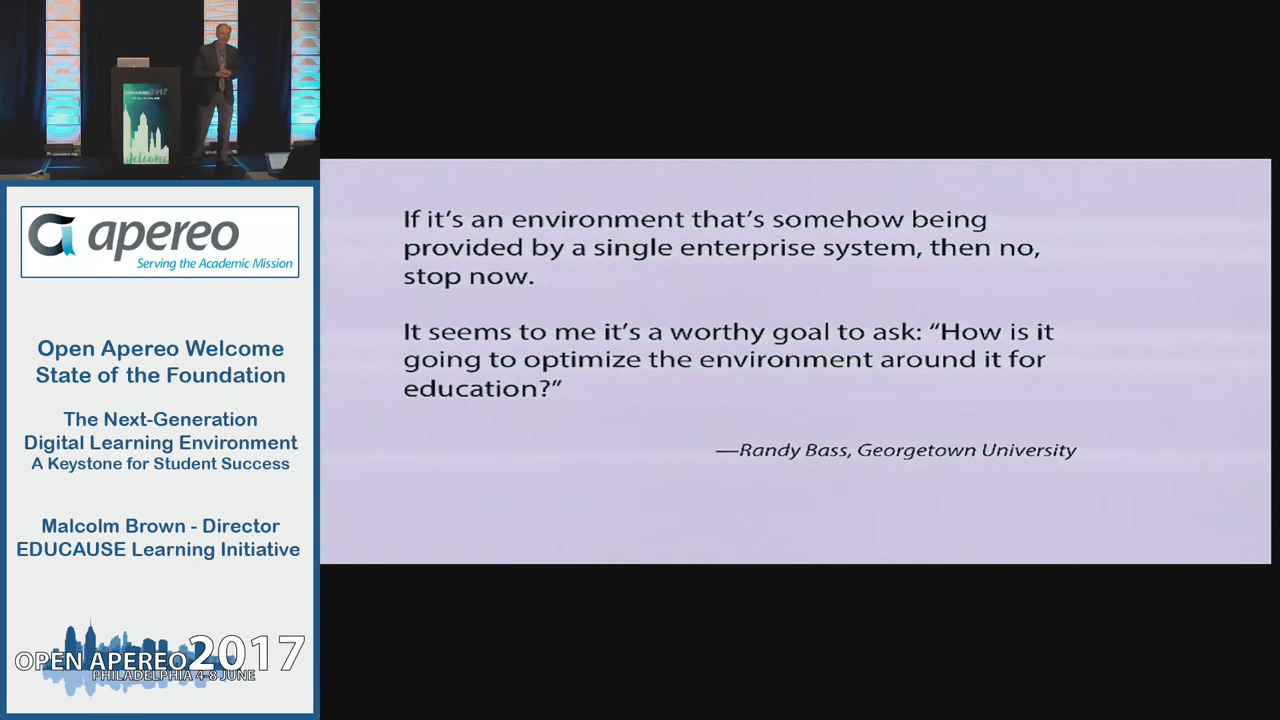 Welcome
apereo
Serving the Academic Mission
Open Apereo Welcome
State of the Foundation
The Next-Generation
Digital Learning Environment
A Keystone for Student Success
Malcolm Brown - Director
EDUCAUSE Learning Initiative
OPEN APEREO 2017
PHILADELPHIA 4-8 JUNE
If it's an environment that's somehow being
provided by a single enterprise system, then no,
stop now.
It seems to me it's a worthy goal to ask: “How is it
going to optimize the environment around it for
education?”
—Randy Bass, Georgetown University